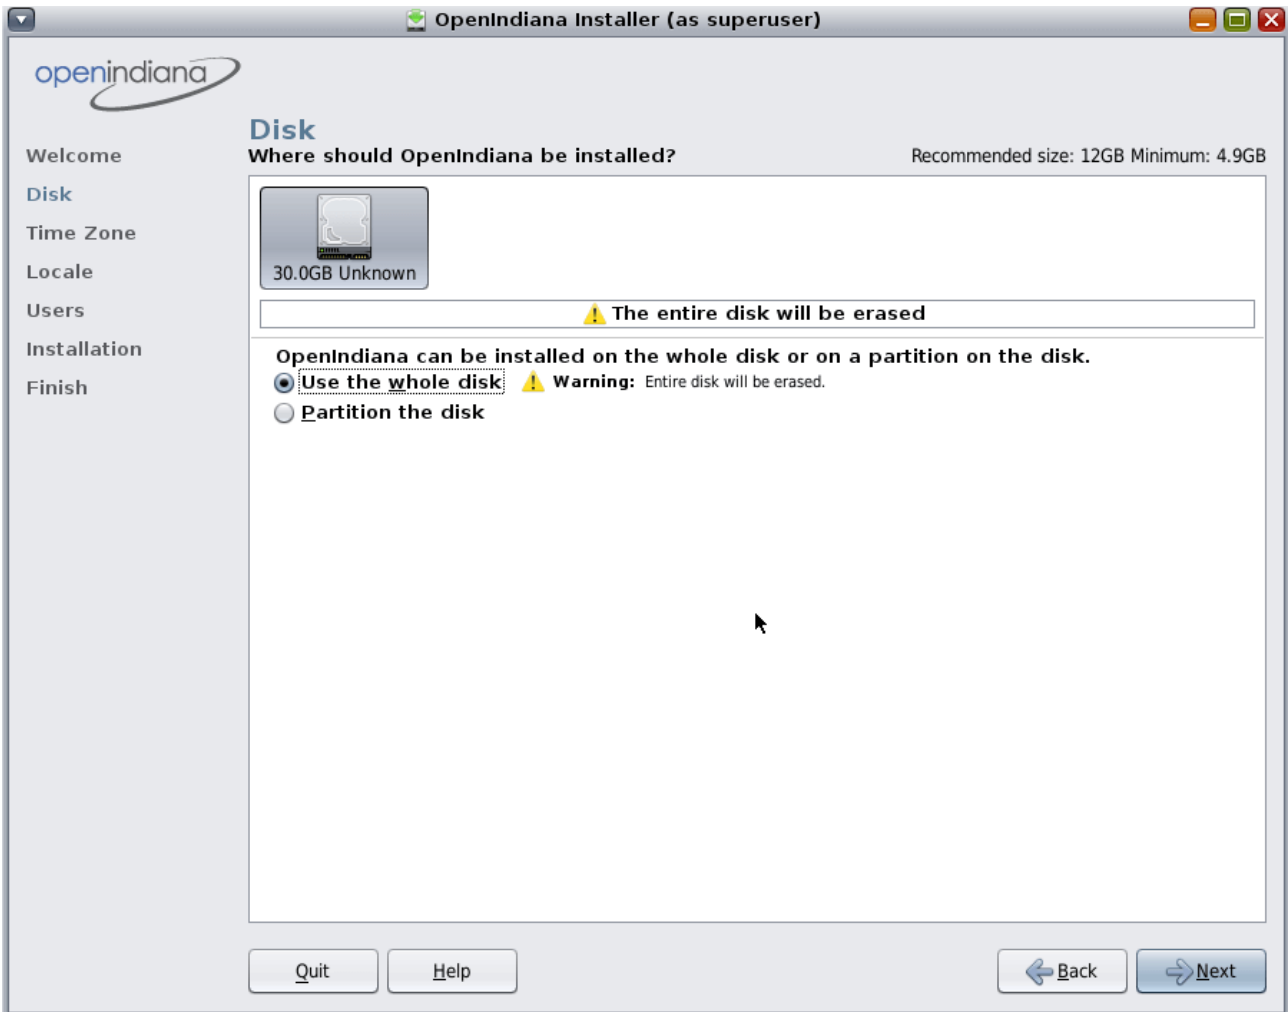 OpenIndiana Installer (as superuser)
openindiana
Disk
Welcome
Where should OpenIndiana be installed?
Recommended size: 12GB Minimum: 4.9GB
Disk
Time Zone
Locale
Users
Installation
Finish
30.0GB Unknown
The entire disk will be erased
OpenIndiana can be installed on the whole disk or on a partition on the disk.
Use the whole disk Warning: Entire disk will be erased.
Partition the disk
Quit
Help
Back
Next